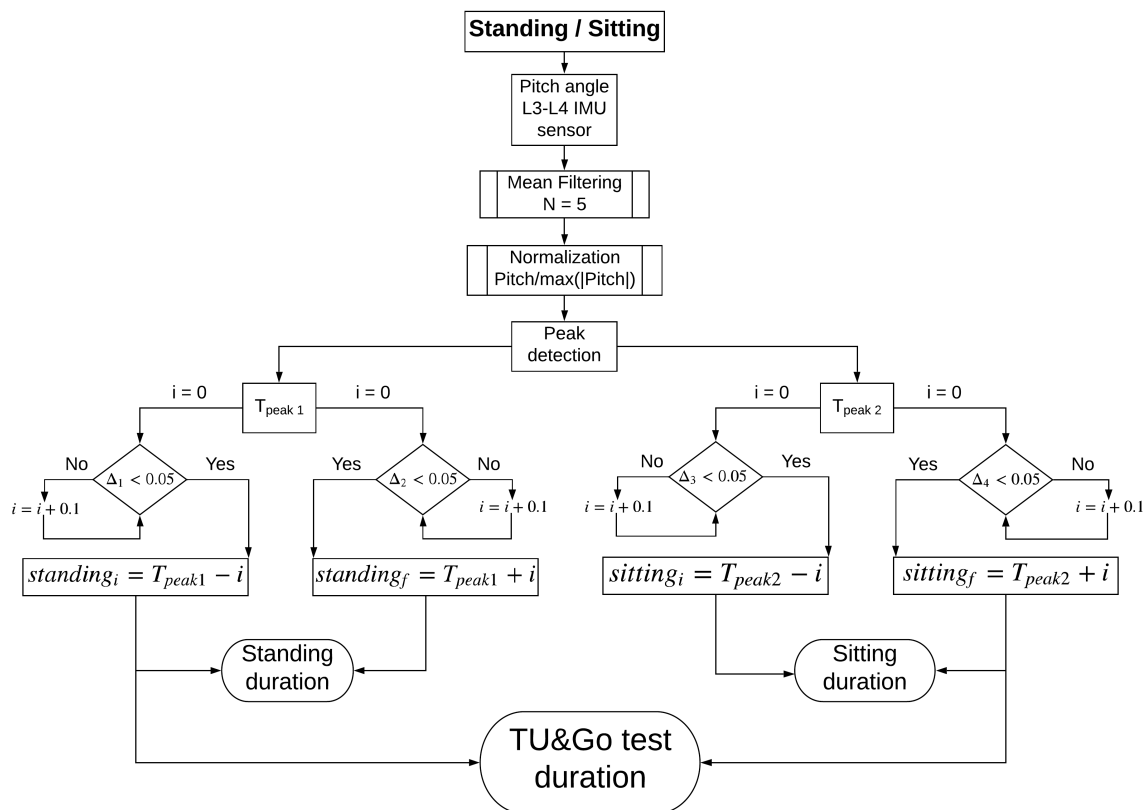 Standing / Sitting
Pitch angle
L3-L4 IMU
sensor
Mean Filtering
N = 5
Normalization
Pitch/max(|Pitch|)
Peak
detection
i = 0
T_peak 1
i = 0
i = 0
T_peak 2
i = 0
No
Δ₁ < 0.05
Yes
Yes
Δ₂ < 0.05
No
No
Δ₃ < 0.05
Yes
Yes
Δ₄ < 0.05
No
i = i + 0.1
i = i + 0.1
i = i + 0.1
i = i + 0.1
standing_i = T_peak1 − i
standing_f = T_peak1 + i
sitting_i = T_peak2 − i
sitting_f = T_peak2 + i
Standing
duration
Sitting
duration
TU&Go test
duration